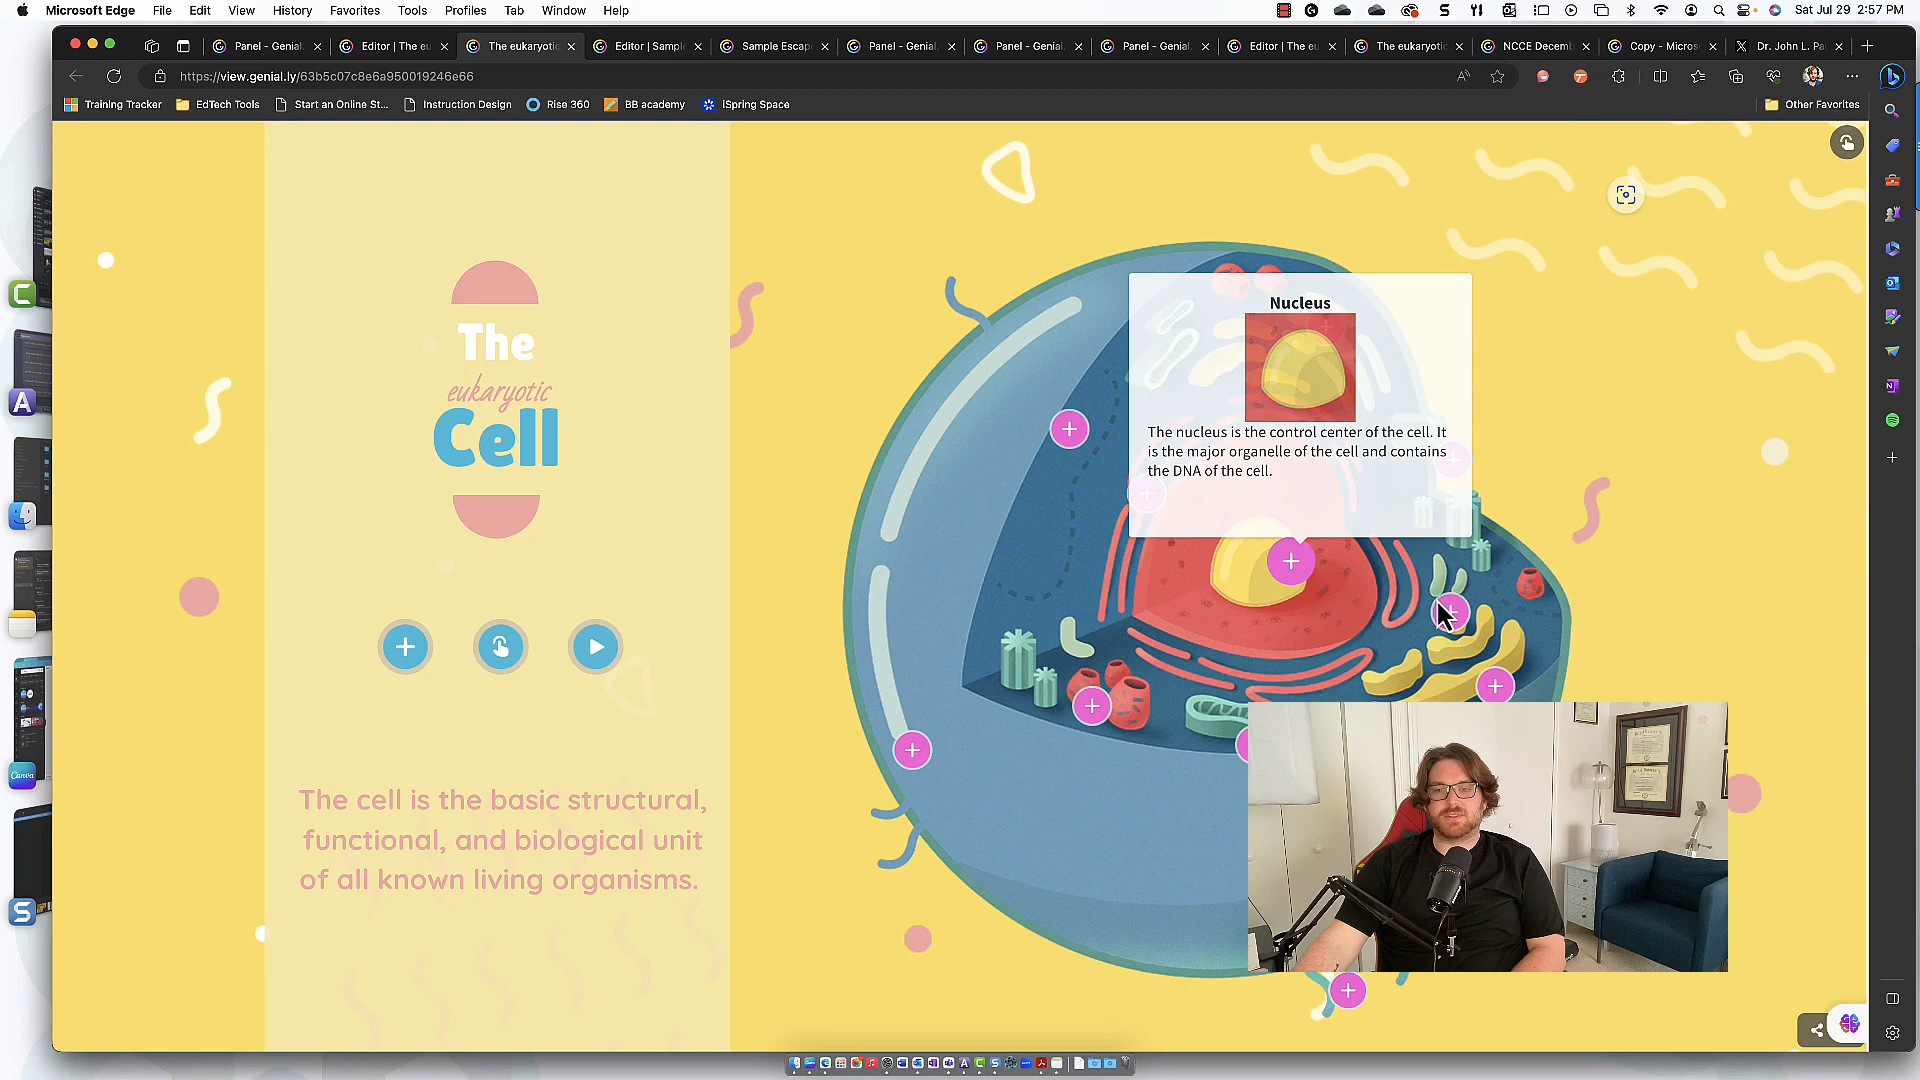 Microsoft Edge File Edit View History Favorites Tools Profiles Tab Window Help
Sat Jul 29 2:57 PM
Panel - Genial.
Editor | The eu
The eukaryotic
Editor | Sampl
Sample Escap
Panel - Genial.
Panel - Genial.
Panel - Genial.
Editor | The eu
The eukaryotic
NCCE Decemb
Copy - Micros
Dr. John L. Pa
https://view.genial.ly/63b5c07c8e6a950019246e66
Training Tracker
EdTech Tools
Start an Online St...
Instruction Design
Rise 360
BB academy
iSpring Space
Other Favorites
The
eukaryotic
Cell
The cell is the basic structural,
functional, and biological unit
of all known living organisms.
Nucleus
The nucleus is the control center of the cell. It
is the major organelle of the cell and contains
the DNA of the cell.
Canva